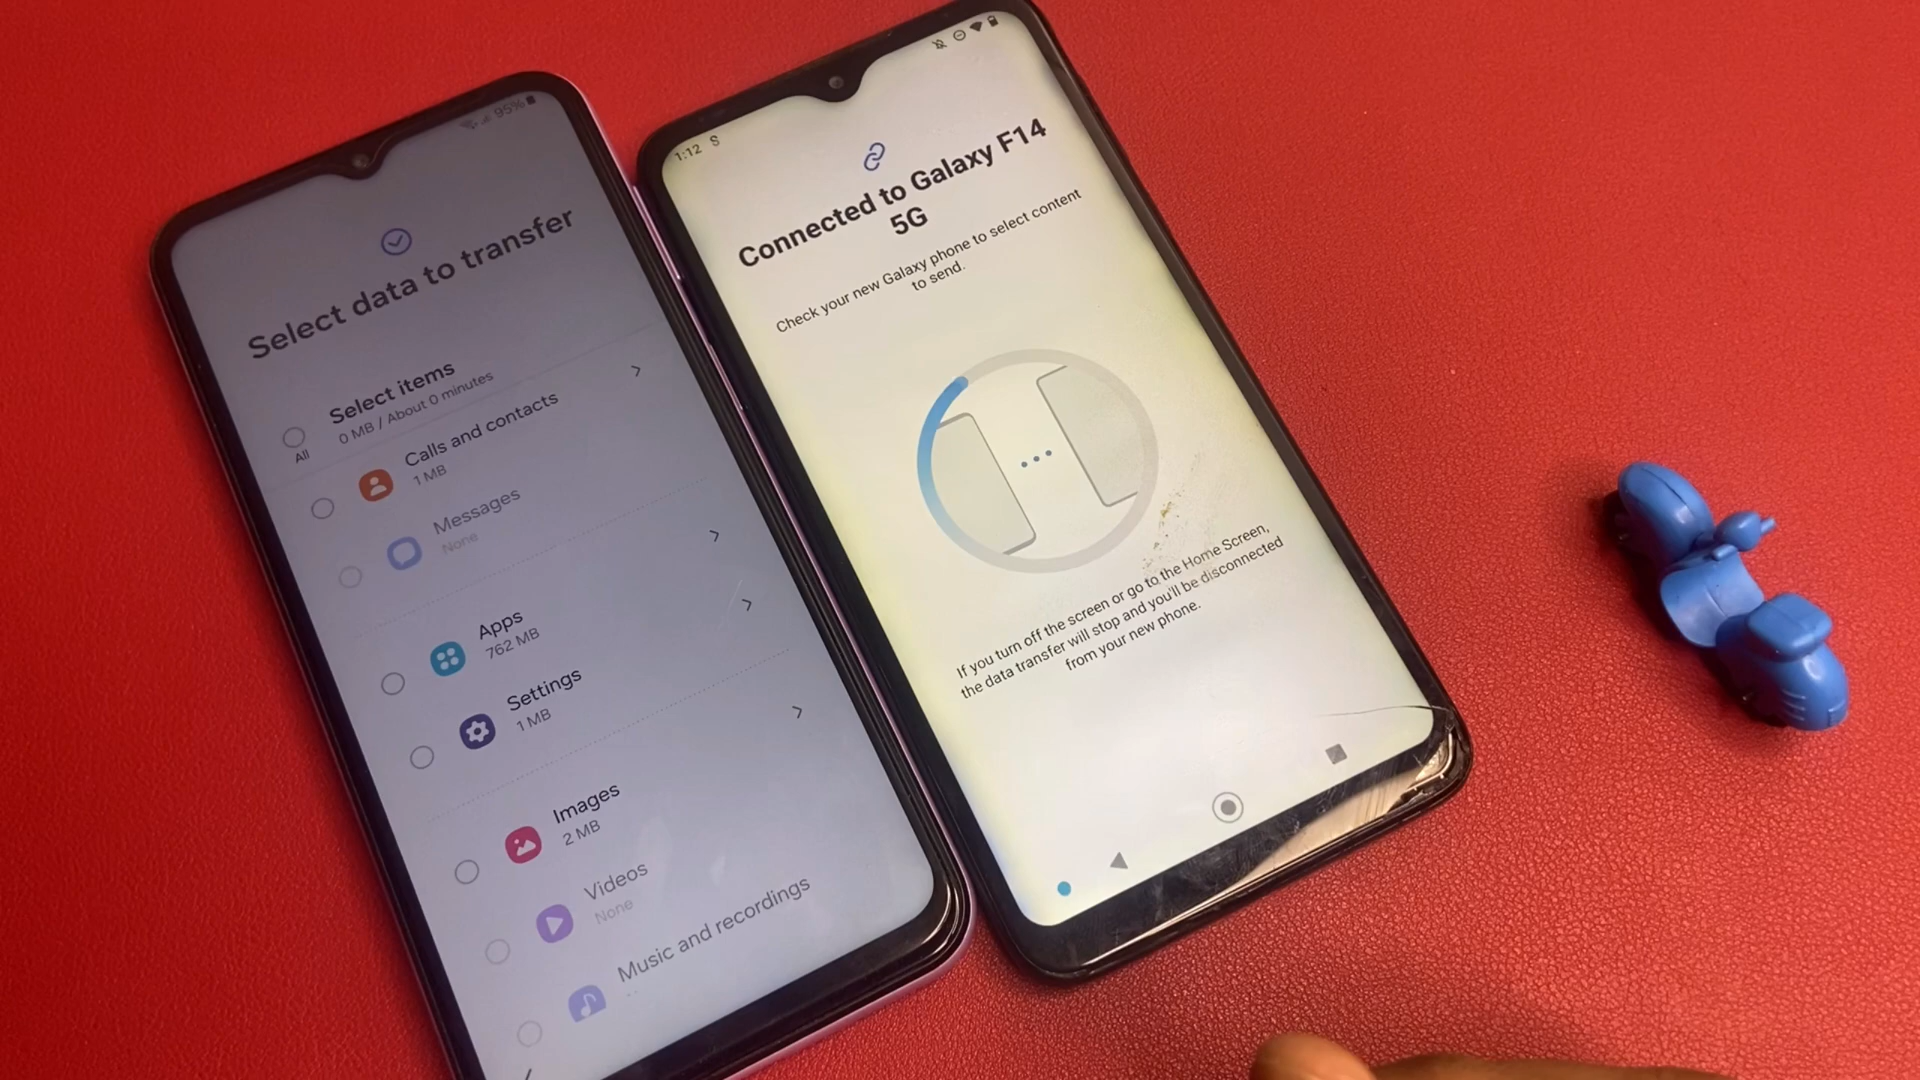 95%
Select data to transfer
Select items
0 MB / About 0 minutes
All
Calls and contacts
1 MB
Messages
None
Apps
762 MB
Settings
1 MB
Images
2 MB
Videos
None
Music and recordings
1:12 S
Connected to Galaxy F14
5G
Check your new Galaxy phone to select content
to send.
If you turn off the screen or go to the Home Screen,
the data transfer will stop and you'll be disconnected
from your new phone.